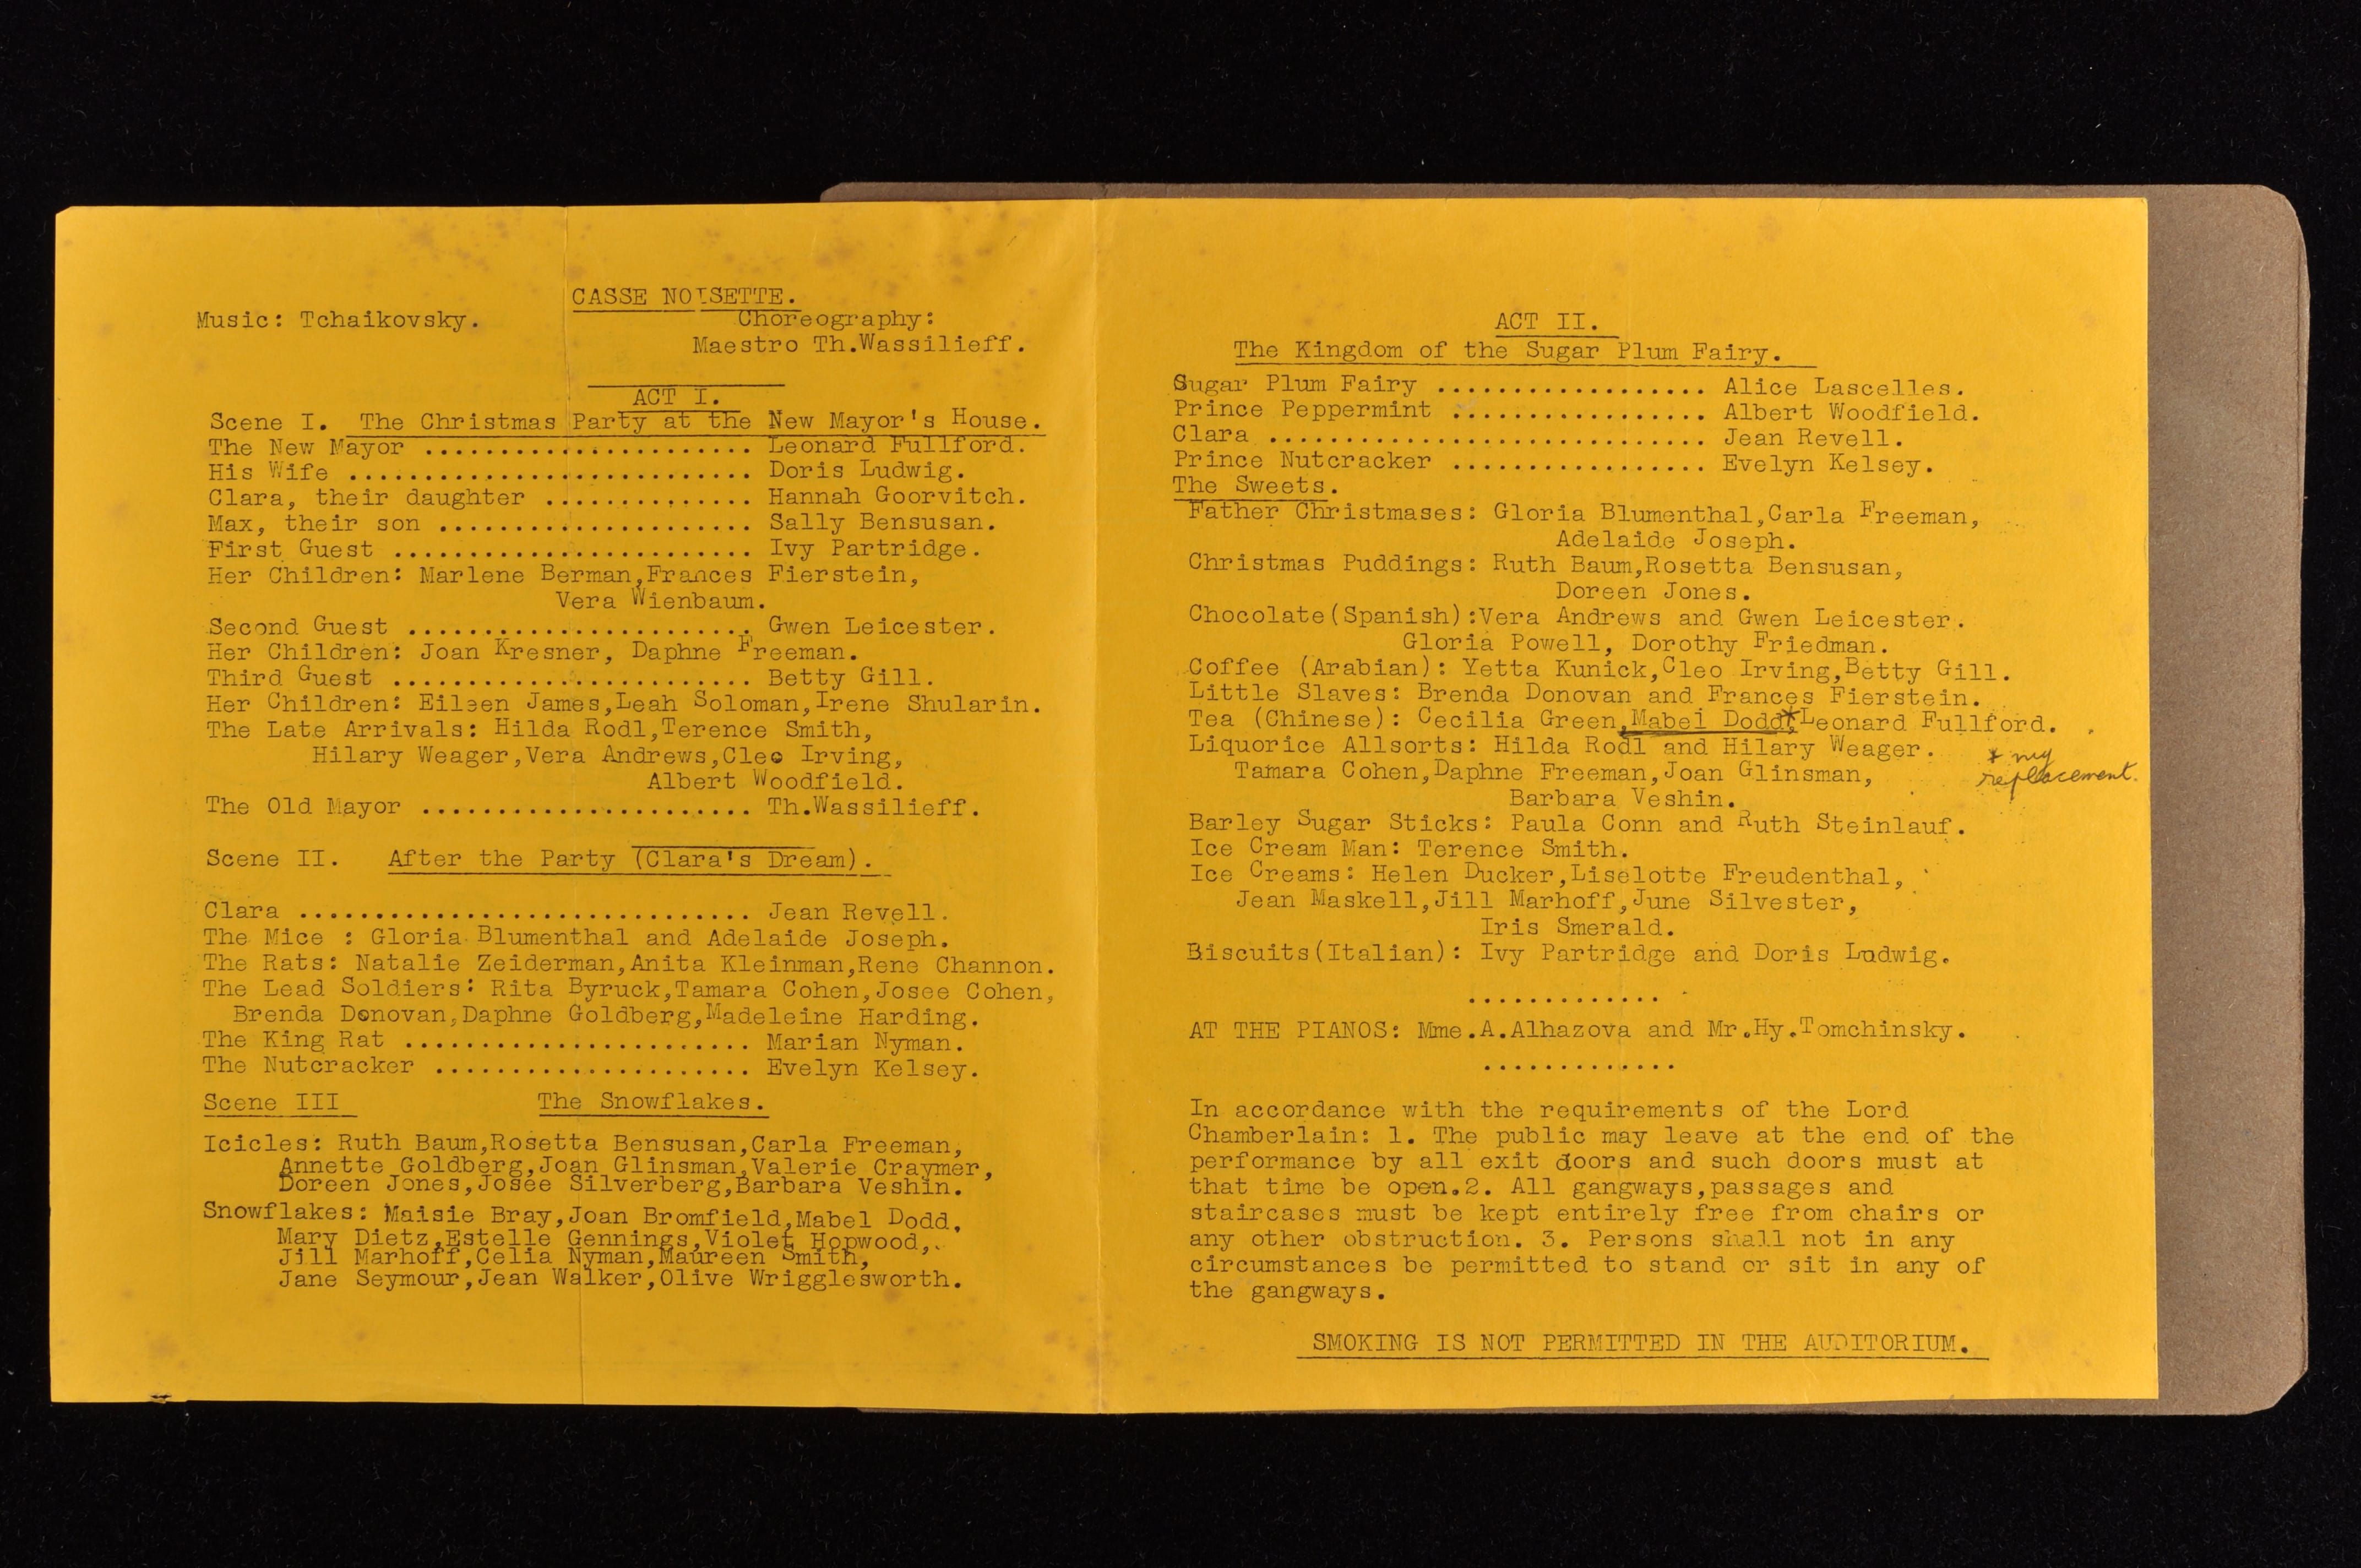 CASSE NOISETTE.
Music: Tchaikovsky. Choreography:
Maestro Th.Wassilieff.
ACT I.
Scene I. The Christmas Party at the New Mayor's House.
The New Mayor ...................... Leonard Fullford.
His Wife ........................... Doris Ludwig.
Clara, their daughter .............. Hannah Goorvitch.
Max, their son ..................... Sally Bensusan.
First Guest ........................ Ivy Partridge.
Her Children: Marlene Berman,Frances Fierstein,
Vera Wienbaum.
Second Guest ....................... Gwen Leicester.
Her Children: Joan Kresner, Daphne Freeman.
Third Guest ........................ Betty Gill.
Her Children: Eileen James,Leah Soloman,Irene Shularin.
The Late Arrivals: Hilda Rodl,Terence Smith,
Hilary Weager,Vera Andrews,Cleo Irving,
Albert Woodfield.
The Old Mayor ...................... Th.Wassilieff.
Scene II. After the Party (Clara's Dream).
Clara .............................. Jean Revell.
The Mice : Gloria Blumenthal and Adelaide Joseph.
The Rats: Natalie Zeiderman,Anita Kleinman,Rene Channon.
The Lead Soldiers: Rita Byruck,Tamara Cohen,Josee Cohen,
Brenda Donovan,Daphne Goldberg,Madeleine Harding.
The King Rat ....................... Marian Nyman.
The Nutcracker ..................... Evelyn Kelsey.
Scene III The Snowflakes.
Icicles: Ruth Baum,Rosetta Bensusan,Carla Freeman,
Annette Goldberg,Joan Glinsman,Valerie Craymer,
Doreen Jones,Josee Silverberg,Barbara Veshin.
Snowflakes: Maisie Bray,Joan Bromfield,Mabel Dodd,
Mary Dietz,Estelle Gennings,Violet Hopwood,
Jill Marhoff,Celia Nyman,Maureen Smith,
Jane Seymour,Jean Walker,Olive Wrigglesworth.
ACT II.
The Kingdom of the Sugar Plum Fairy.
Sugar Plum Fairy .................. Alice Lascelles.
Prince Peppermint ................. Albert Woodfield.
Clara ............................. Jean Revell.
Prince Nutcracker ................. Evelyn Kelsey.
The Sweets.
Father Christmases: Gloria Blumenthal,Carla Freeman,
Adelaide Joseph.
Christmas Puddings: Ruth Baum,Rosetta Bensusan,
Doreen Jones.
Chocolate(Spanish):Vera Andrews and Gwen Leicester.
Gloria Powell, Dorothy Friedman.
Coffee (Arabian): Yetta Kunick,Cleo Irving,Betty Gill.
Little Slaves: Brenda Donovan and Frances Fierstein.
Tea (Chinese): Cecilia Green,Mabel Dodd*,Leonard Fullford.
Liquorice Allsorts: Hilda Rodl and Hilary Weager.
* my
replacement.
Tamara Cohen,Daphne Freeman,Joan Glinsman,
Barbara Veshin.
Barley Sugar Sticks: Paula Conn and Ruth Steinlauf.
Ice Cream Man: Terence Smith.
Ice Creams: Helen Ducker,Liselotte Freudenthal,
Jean Maskell,Jill Marhoff,June Silvester,
Iris Smerald.
Biscuits(Italian): Ivy Partridge and Doris Ludwig.
.............
AT THE PIANOS: Mme.A.Alhazova and Mr.Hy.Tomchinsky.
.............
In accordance with the requirements of the Lord
Chamberlain: 1. The public may leave at the end of the
performance by all exit doors and such doors must at
that time be open.2. All gangways,passages and
staircases must be kept entirely free from chairs or
any other obstruction. 3. Persons shall not in any
circumstances be permitted to stand or sit in any of
the gangways.
SMOKING IS NOT PERMITTED IN THE AUDITORIUM.